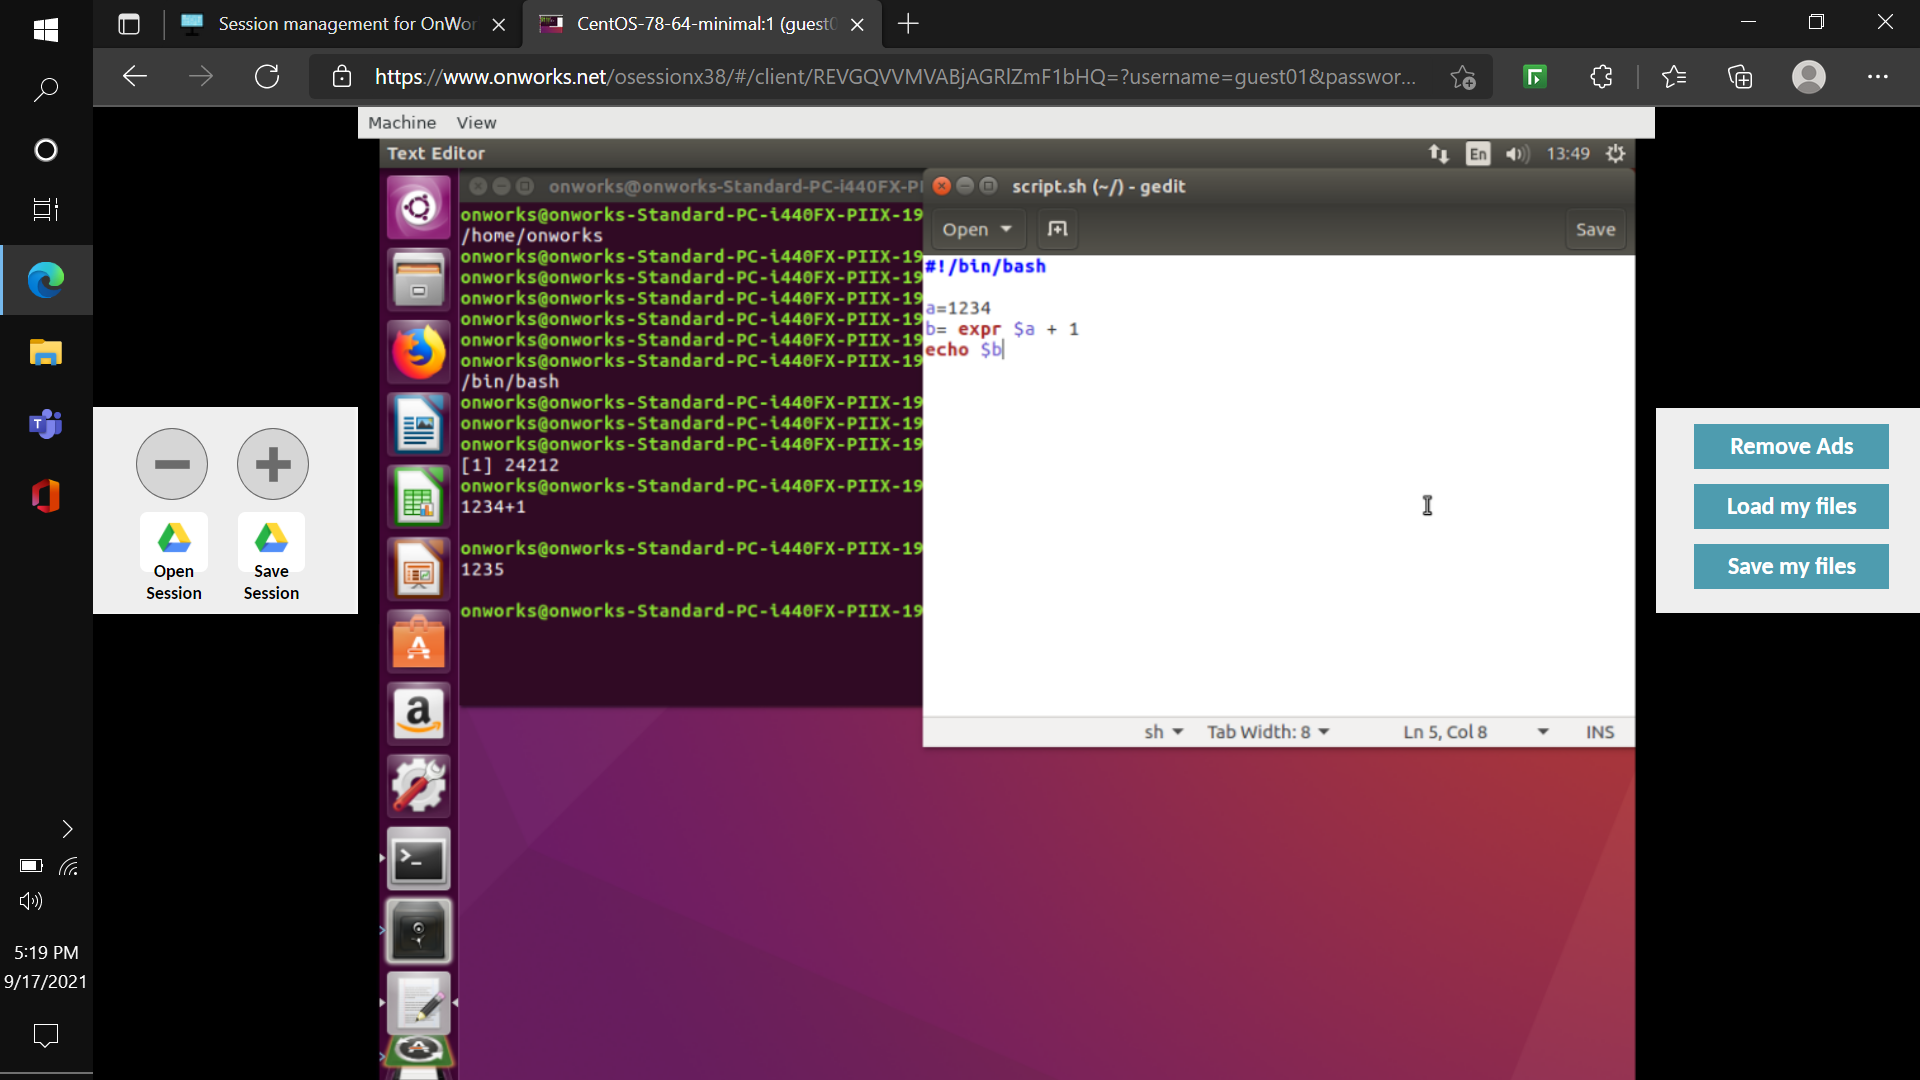 Session management for OnWor
CentOS-78-64-minimal:1 (guest0
https://www.onworks.net/osessionx38/#/client/REVGQVVMVABjAGRlZmF1bHQ=?username=guest01&passwor...
Machine View
Text Editor
En
13:49
onworks@onworks-Standard-PC-i440FX-PI
script.sh (~/) - gedit
Open
Save
onworks@onworks-Standard-PC-i440FX-PIIX-19
/home/onworks
onworks@onworks-Standard-PC-i440FX-PIIX-19
onworks@onworks-Standard-PC-i440FX-PIIX-19
onworks@onworks-Standard-PC-i440FX-PIIX-19
onworks@onworks-Standard-PC-i440FX-PIIX-19
onworks@onworks-Standard-PC-i440FX-PIIX-19
onworks@onworks-Standard-PC-i440FX-PIIX-19
/bin/bash
onworks@onworks-Standard-PC-i440FX-PIIX-19
onworks@onworks-Standard-PC-i440FX-PIIX-19
onworks@onworks-Standard-PC-i440FX-PIIX-19
[1] 24212
onworks@onworks-Standard-PC-i440FX-PIIX-19
1234+1
onworks@onworks-Standard-PC-i440FX-PIIX-19
1235
onworks@onworks-Standard-PC-i440FX-PIIX-19
#!/bin/bash
a=1234
b= expr $a + 1
echo $b
sh
Tab Width: 8
Ln 5, Col 8
INS
Open
Session
Save
Session
Remove Ads
Load my files
Save my files
5:19 PM
9/17/2021